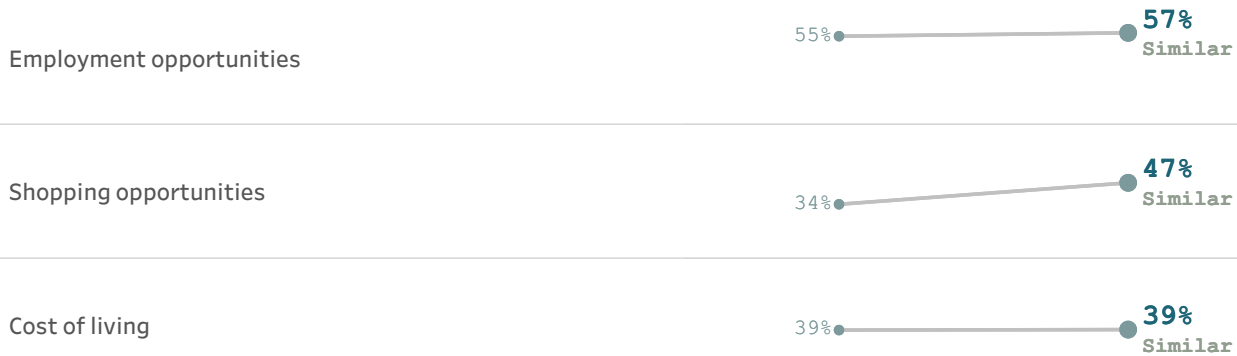 Employment opportunities
55%
57%
Similar
Shopping opportunities
34%
47%
Similar
Cost of living
39%
39%
Similar